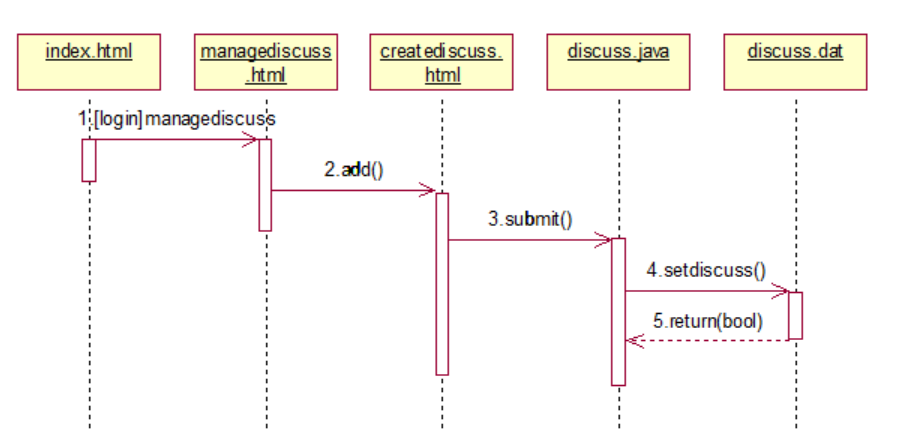 index.html
managediscuss
.html
creatediscuss.
html
discuss.java
discuss.dat
1.[login]managediscuss
2.add()
3.submit()
4.setdiscuss()
5.return(bool)